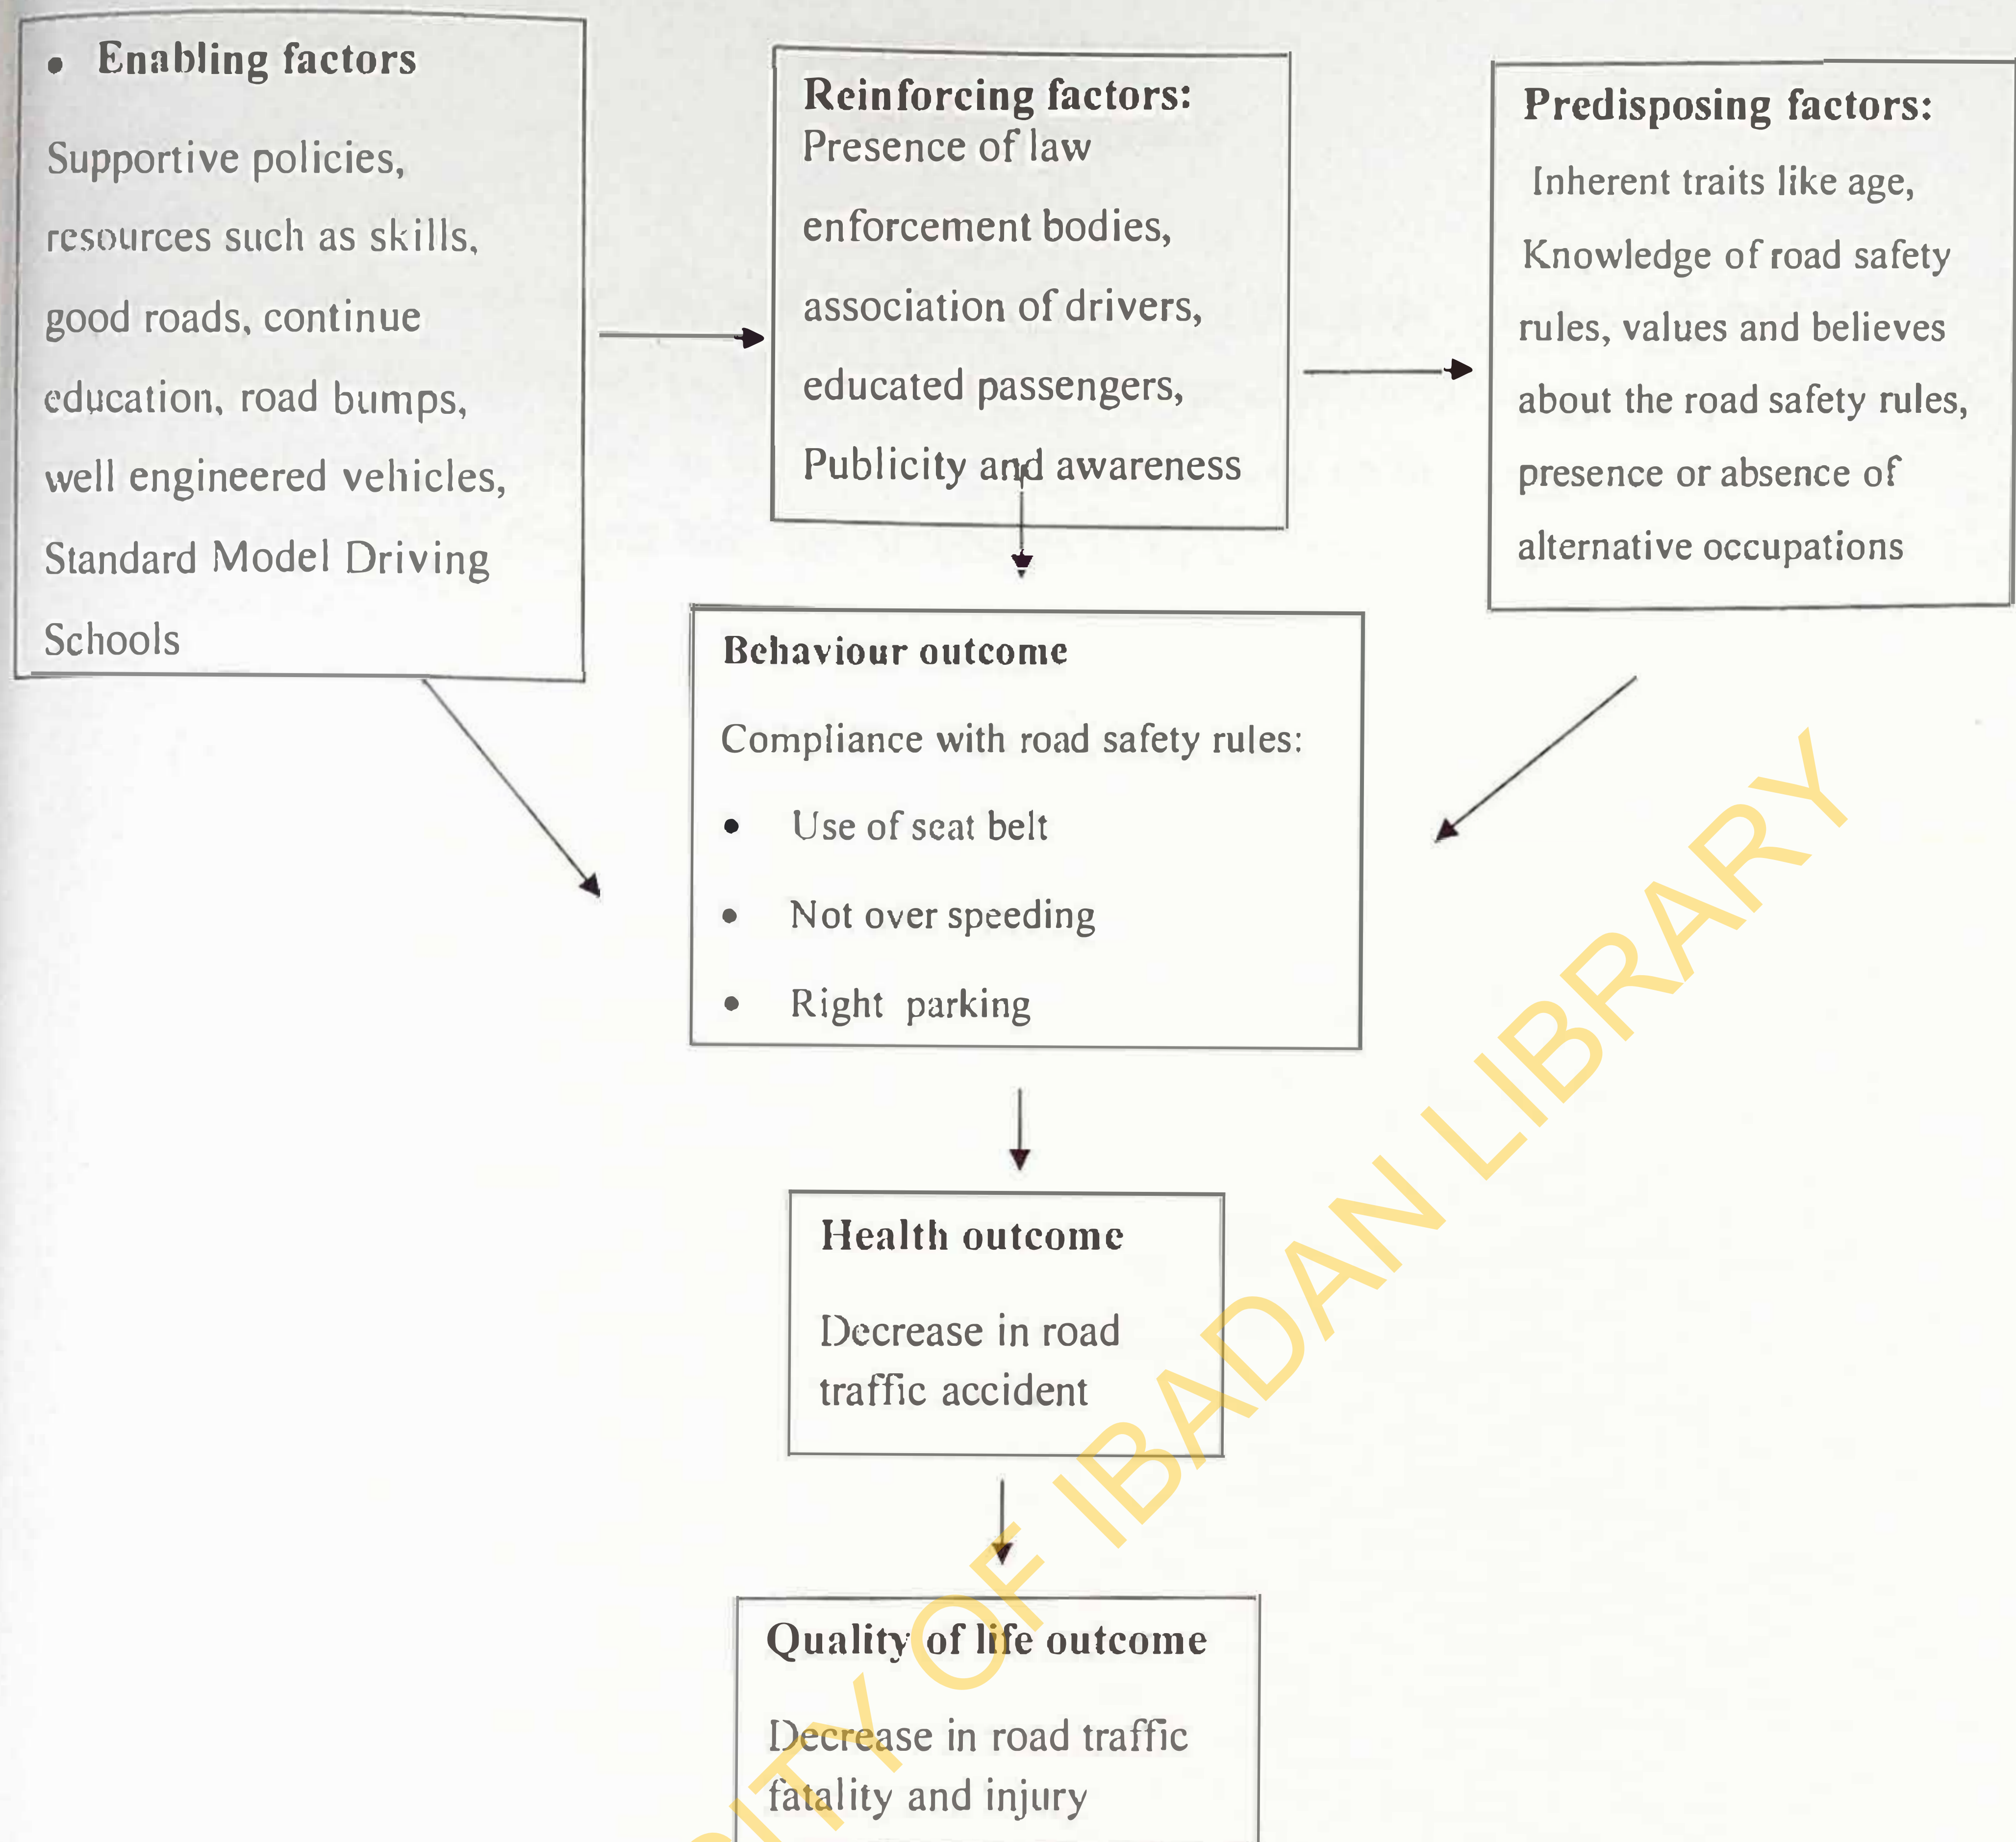 • Enabling factors
Supportive policies,
resources such as skills,
good roads, continue
education, road bumps,
well engineered vehicles,
Standard Model Driving
Schools
Reinforcing factors:
Presence of law
enforcement bodies,
association of drivers,
educated passengers,
Publicity and awareness
Predisposing factors:
Inherent traits like age,
Knowledge of road safety
rules, values and believes
about the road safety rules,
presence or absence of
alternative occupations
Behaviour outcome
Compliance with road safety rules:
• Use of seat belt
• Not over speeding
• Right parking
Health outcome
Decrease in road
traffic accident
Quality of life outcome
Decrease in road traffic
fatality and injury
OF IBADAN LIBRARY